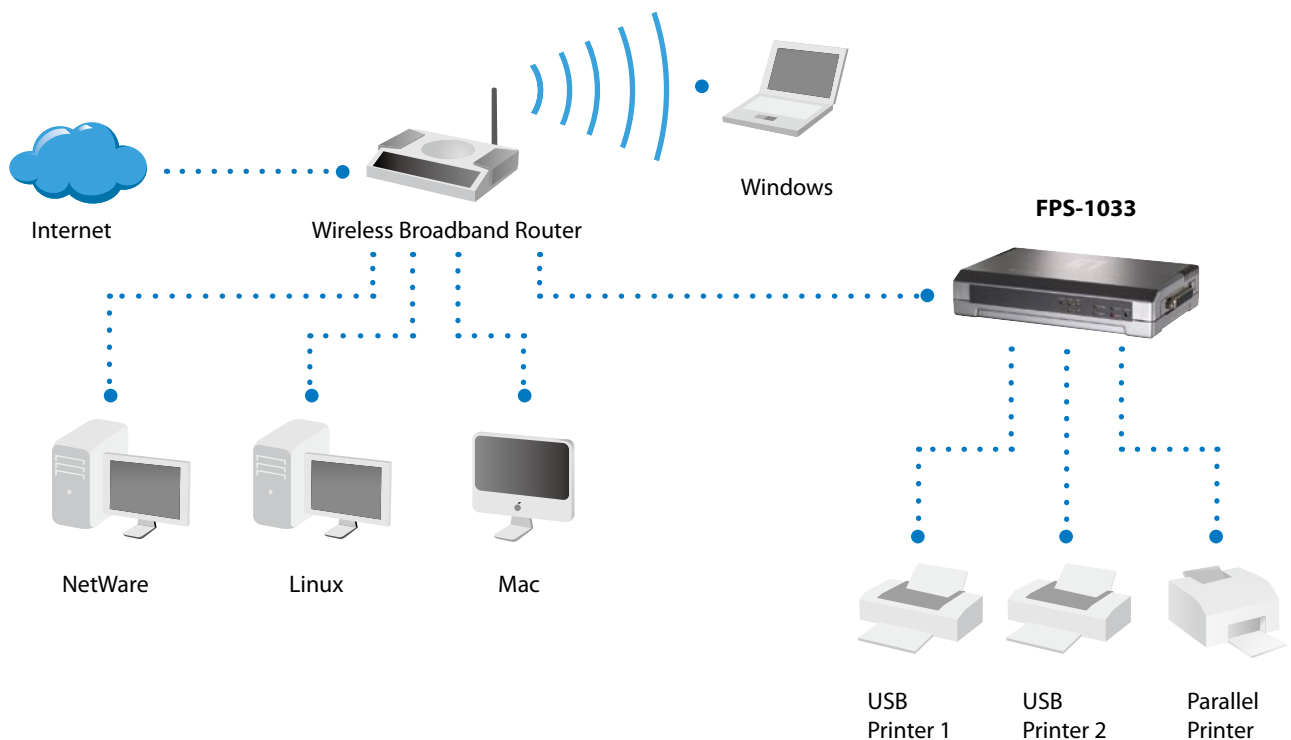 Internet
Wireless Broadband Router
Windows
FPS-1033
NetWare
Linux
Mac
USB
Printer 1
USB
Printer 2
Parallel
Printer